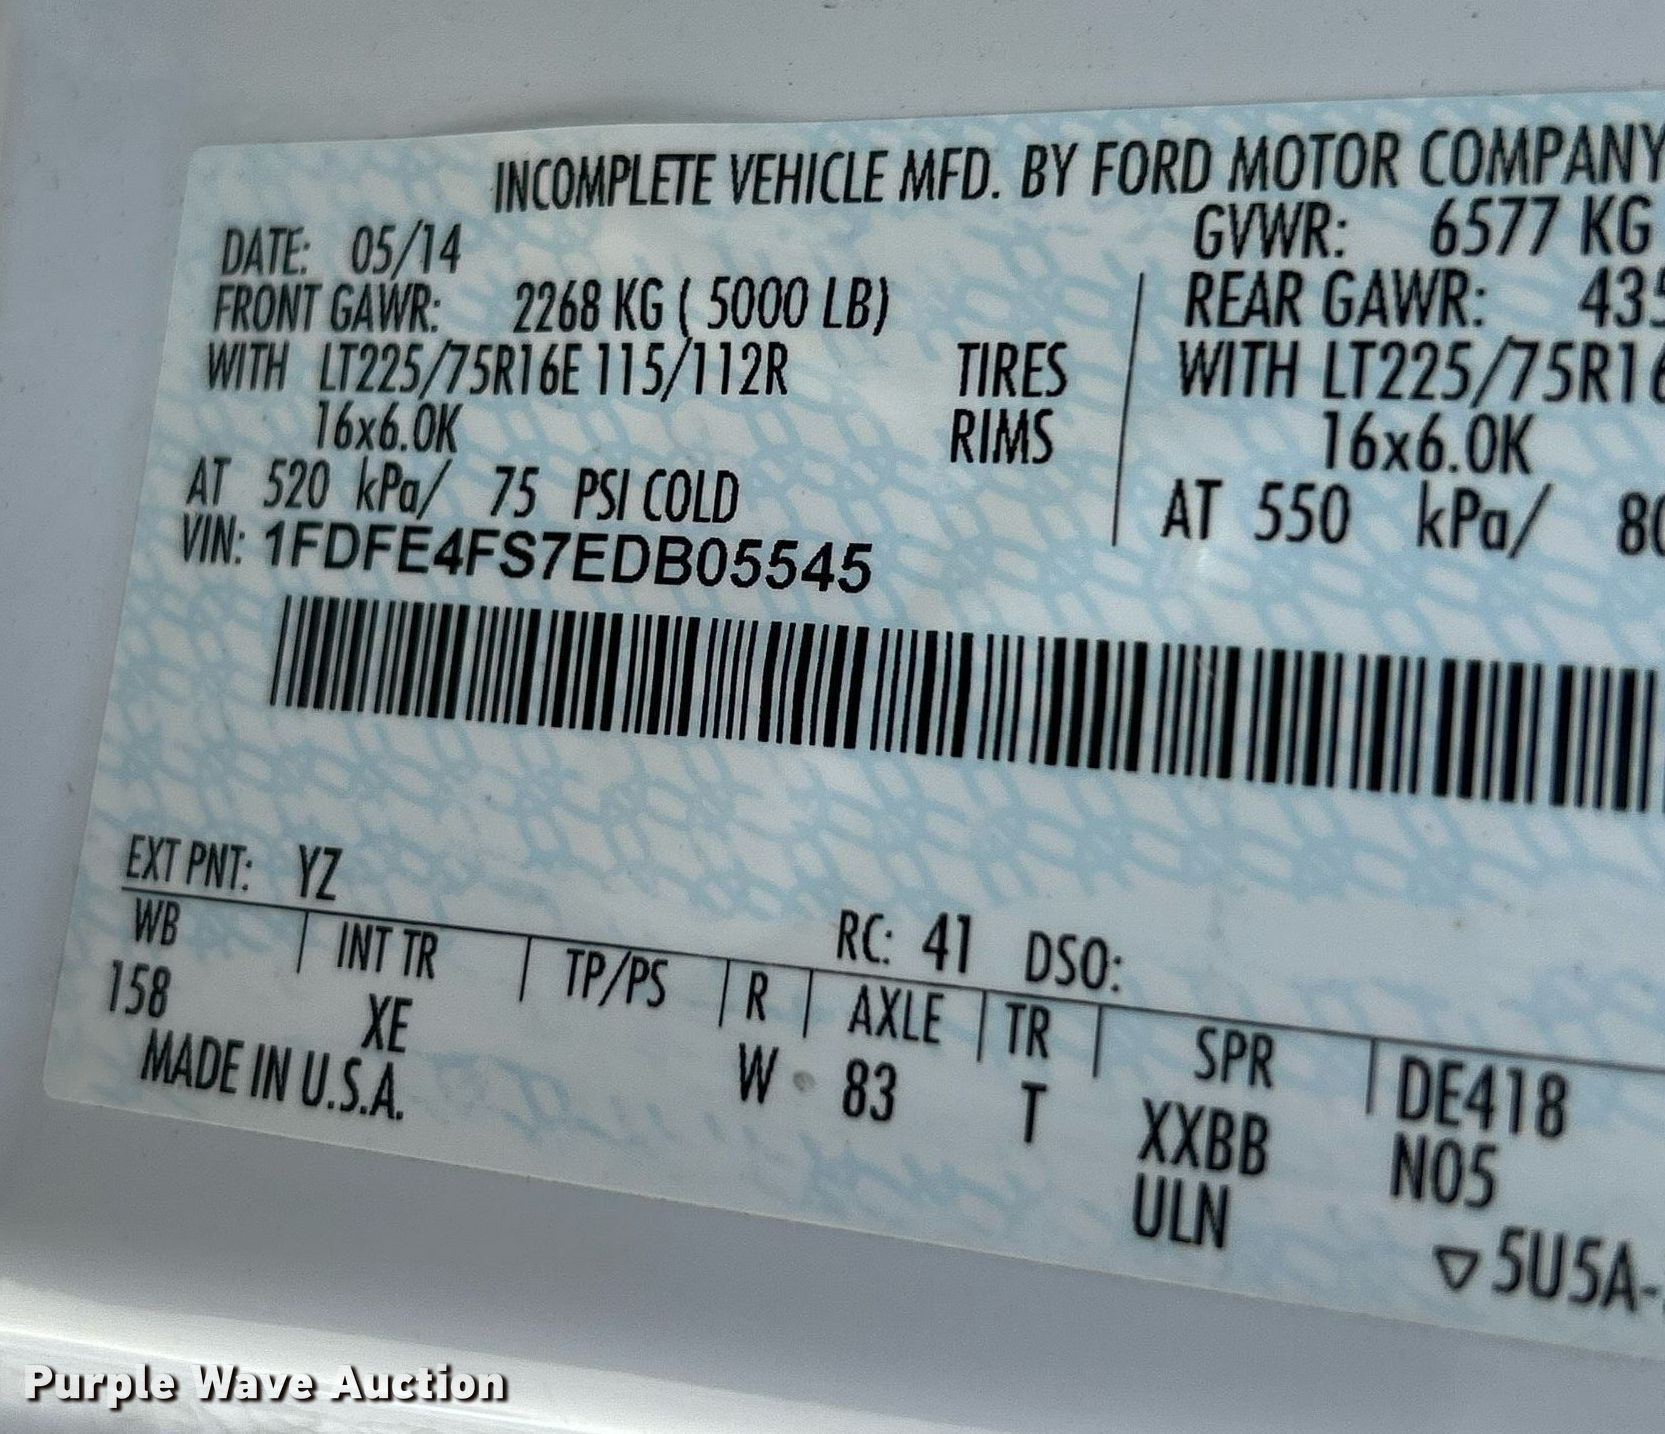 INCOMPLETE VEHICLE MFD. BY FORD MOTOR COMPANY
DATE: 05/14 GVWR: 6577 KG
FRONT GAWR: 2268 KG ( 5000 LB) REAR GAWR: 435
WITH LT225/75R16E 115/112R TIRES WITH LT225/75R16
16x6.0K RIMS 16x6.0K
AT 520 kPa/ 75 PSI COLD AT 550 kPa/ 80
VIN: 1FDFE4FS7EDB05545
EXT PNT: YZ RC: 41 DSO:
WB INT TR TP/PS R AXLE TR SPR DE418
158 XE W 83 T XXBB N05
MADE IN U.S.A. ULN
▽5U5A-
Purple Wave Auction